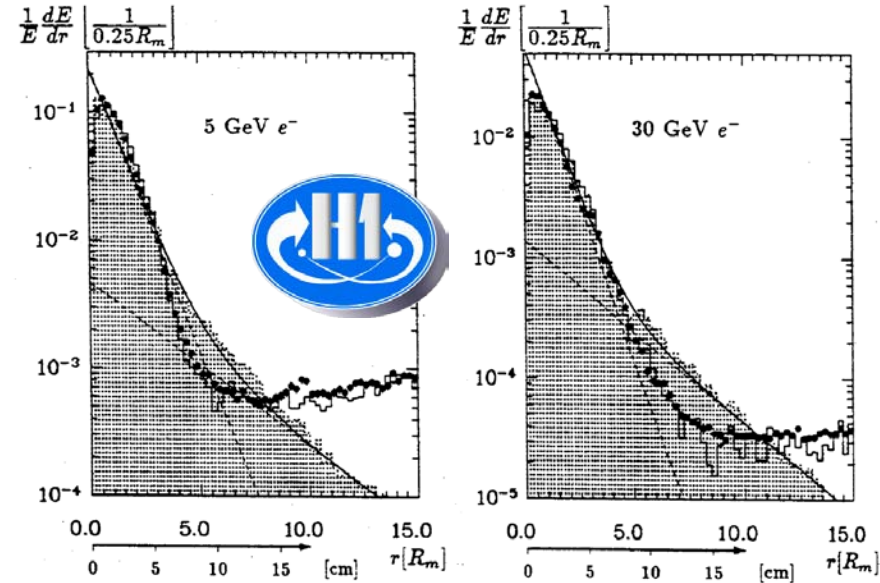 1/E dE/dr [1/0.25R_m]
5 GeV e⁻
10⁻¹
10⁻²
10⁻³
10⁻⁴
0.0 5.0 10.0 15.0
r[R_m]
0 5 10 15 [cm]
H1
1/E dE/dr [1/0.25R_m]
30 GeV e⁻
10⁻²
10⁻³
10⁻⁴
10⁻⁵
0.0 5.0 10.0 15.0
r[R_m]
0 5 10 15 [cm]